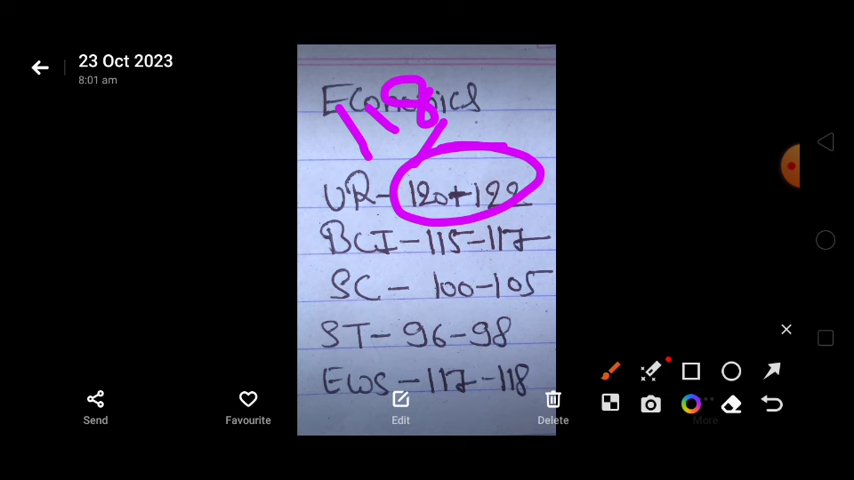 23 Oct 2023
8:01 am
Economics
118
UR- 120+122
BCI-115-117-
SC- 100-105
ST-96-98
EWS-117-118
Send
Favourite
Edit
Delete
More